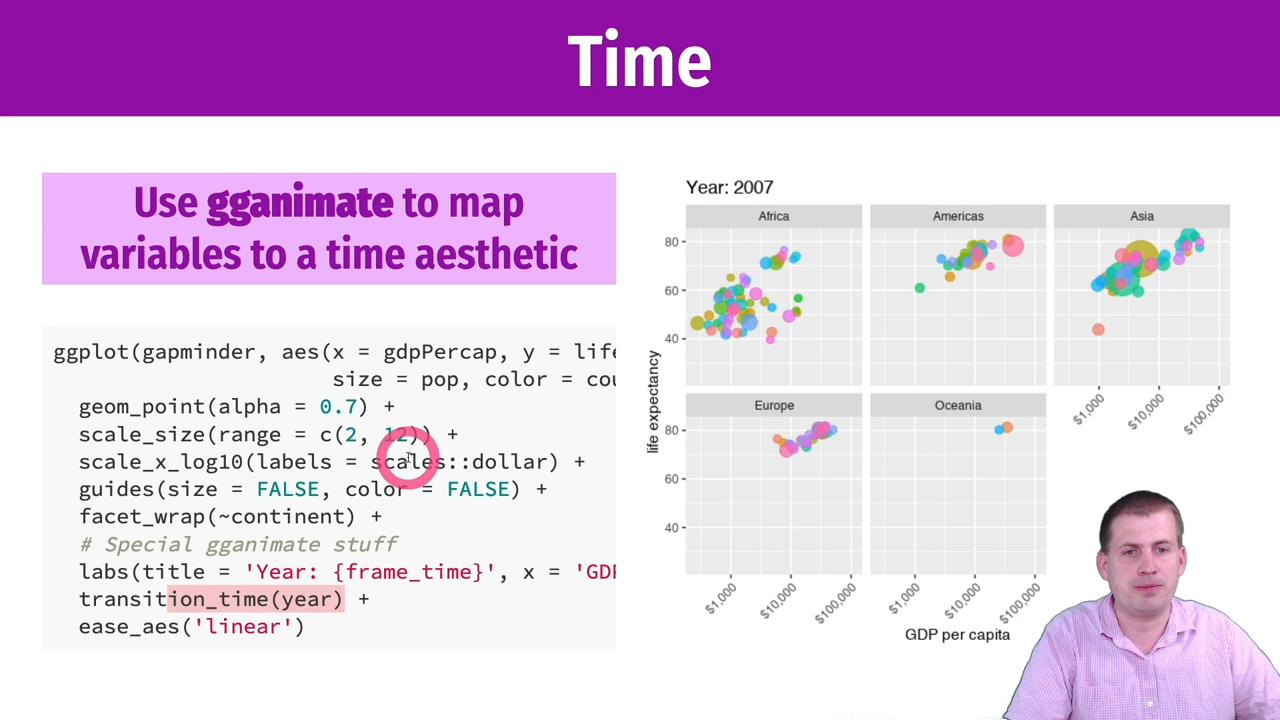 Time
Use gganimate to map
variables to a time aesthetic
ggplot(gapminder, aes(x = gdpPercap, y = life
size = pop, color = cou
geom_point(alpha = 0.7) +
scale_size(range = c(2, 12)) +
scale_x_log10(labels = scales::dollar) +
guides(size = FALSE, color = FALSE) +
facet_wrap(~continent) +
# Special gganimate stuff
labs(title = 'Year: {frame_time}', x = 'GDP
transition_time(year) +
ease_aes('linear')
Year: 2007
Africa
Americas
Asia
80
60
40
$1,000
$10,000
$100,000
life expectancy
Europe
Oceania
80
60
40
$1,000
$10,000
$100,000
$1,000
$10,000
$100,000
GDP per capita